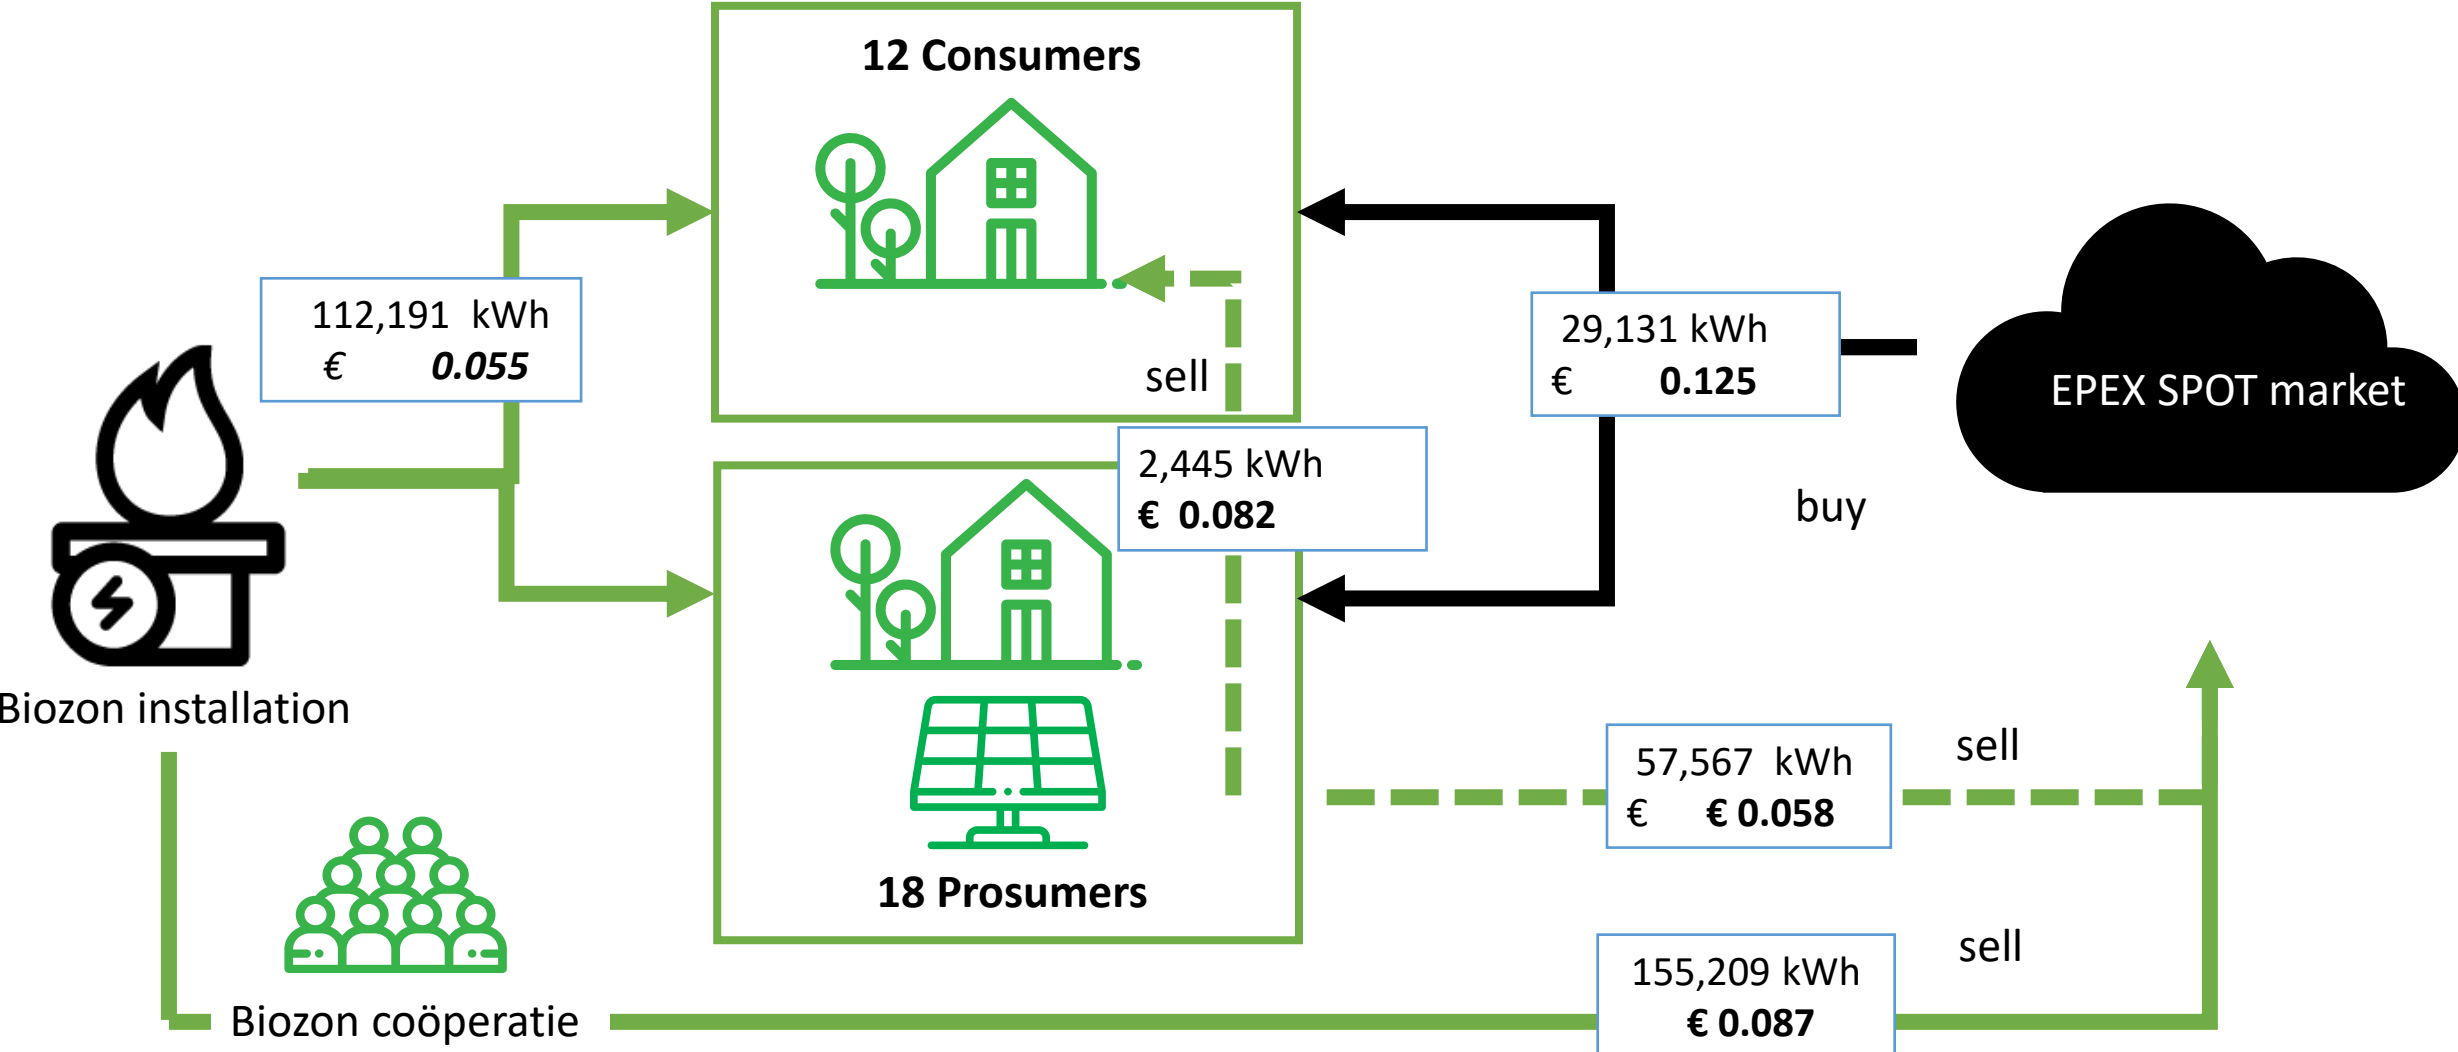 12 Consumers
112,191 kWh
€ 0.055
sell
29,131 kWh
€ 0.125
EPEX SPOT market
2,445 kWh
€ 0.082
buy
Biozon installation
57,567 kWh
€ € 0.058
sell
18 Prosumers
155,209 kWh
€ 0.087
sell
Biozon coöperatie